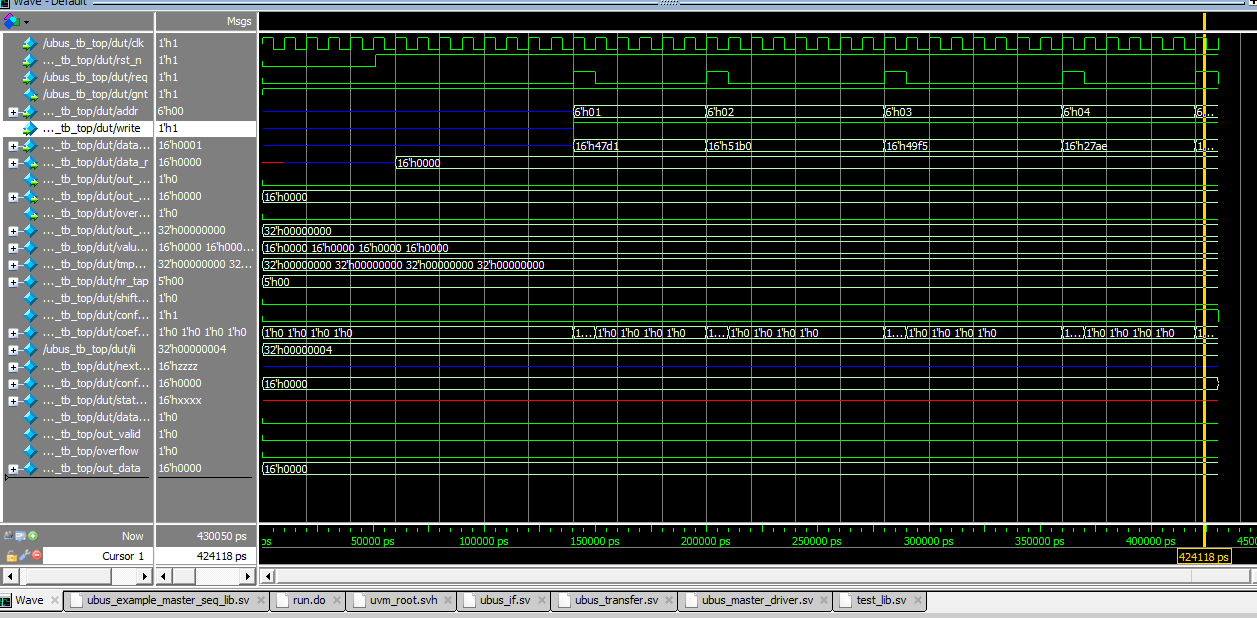 Wave - Default
Msgs
/ubus_tb_top/dut/clk 1'h1
..._tb_top/dut/rst_n 1'h1
/ubus_tb_top/dut/req 1'h1
/ubus_tb_top/dut/gnt 1'h1
..._tb_top/dut/addr 6'h00 6'h01 6'h02 6'h03 6'h04 6...
..._tb_top/dut/write 1'h1
..._tb_top/dut/data... 16'h0001 16'h47d1 16'h51b0 16'h49f5 16'h27ae 1...
..._tb_top/dut/data_r 16'h0000 16'h0000
..._tb_top/dut/out_... 1'h0
..._tb_top/dut/out_... 16'h0000 16'h0000
..._tb_top/dut/over... 1'h0
..._tb_top/dut/out_... 32'h00000000 32'h00000000
..._tb_top/dut/valu... 16'h0000 16'h000... 16'h0000 16'h0000 16'h0000 16'h0000
..._tb_top/dut/tmp... 32'h00000000 32... 32'h00000000 32'h00000000 32'h00000000 32'h00000000
..._tb_top/dut/nr_tap 5'h00 5'h00
..._tb_top/dut/shift... 1'h0
..._tb_top/dut/conf... 1'h1
..._tb_top/dut/coef... 1'h0 1'h0 1'h0 1'h0 1'h0 1'h0 1'h0 1'h0 1... 1'h0 1'h0 1'h0 1'h0 1... 1'h0 1'h0 1'h0 1'h0 1... 1'h0 1'h0 1'h0 1'h0 1... 1'h0 1'h0 1'h0 1'h0 1...
/ubus_tb_top/dut/ii 32'h00000004 32'h00000004
..._tb_top/dut/next... 16'hzzzz
..._tb_top/dut/conf... 16'h0000 16'h0000
..._tb_top/dut/stat... 16'hxxxx
..._tb_top/dut/data... 1'h0
..._tb_top/out_valid 1'h0
..._tb_top/overflow 1'h0
..._tb_top/out_data 16'h0000 16'h0000
Now 430050 ps ps 50000 ps 100000 ps 150000 ps 200000 ps 250000 ps 300000 ps 350000 ps 400000 ps 4500
Cursor 1 424118 ps 424118 ps
Wave ubus_example_master_seq_lib.sv run.do uvm_root.svh ubus_if.sv ubus_transfer.sv ubus_master_driver.sv test_lib.sv